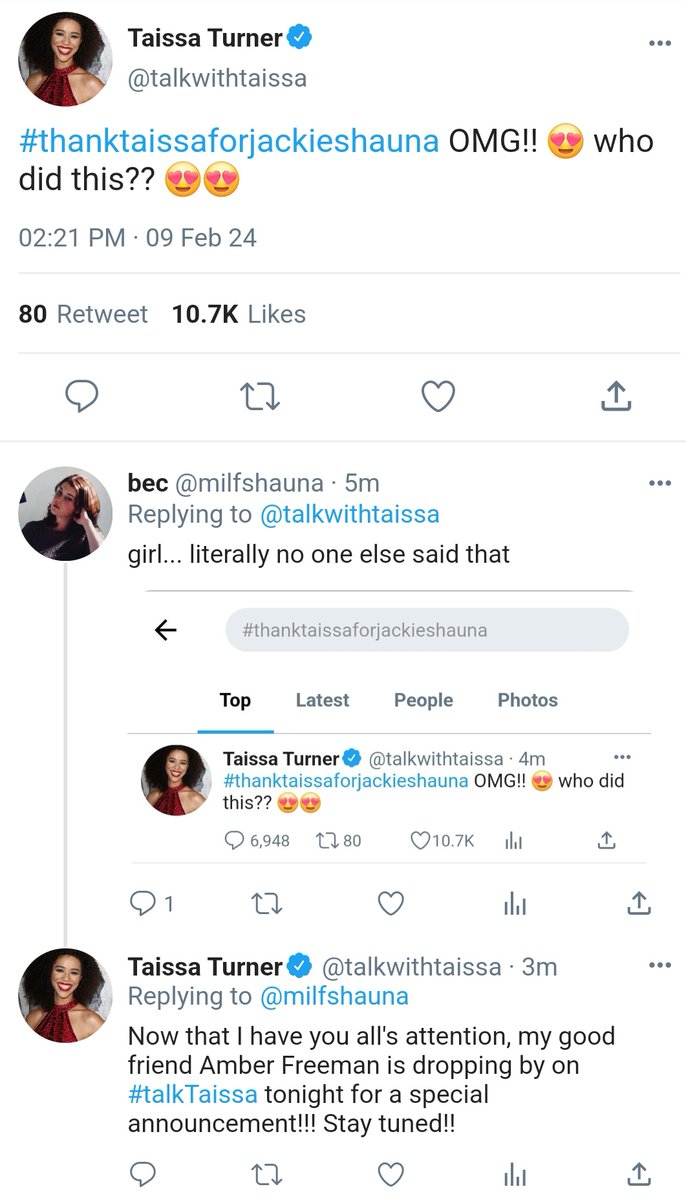 Taissa Turner
@talkwithtaissa
#thanktaissaforjackieshauna OMG!! 😍 who
did this?? 😍😍
02:21 PM · 09 Feb 24
80 Retweet 10.7K Likes
bec @milfshauna · 5m
Replying to @talkwithtaissa
girl... literally no one else said that
#thanktaissaforjackieshauna
Top Latest People Photos
Taissa Turner @talkwithtaissa · 4m
#thanktaissaforjackieshauna OMG!! 😍 who did
this?? 😍😍
6,948 80 10.7K
1
Taissa Turner @talkwithtaissa · 3m
Replying to @milfshauna
Now that I have you all's attention, my good
friend Amber Freeman is dropping by on
#talkTaissa tonight for a special
announcement!!! Stay tuned!!